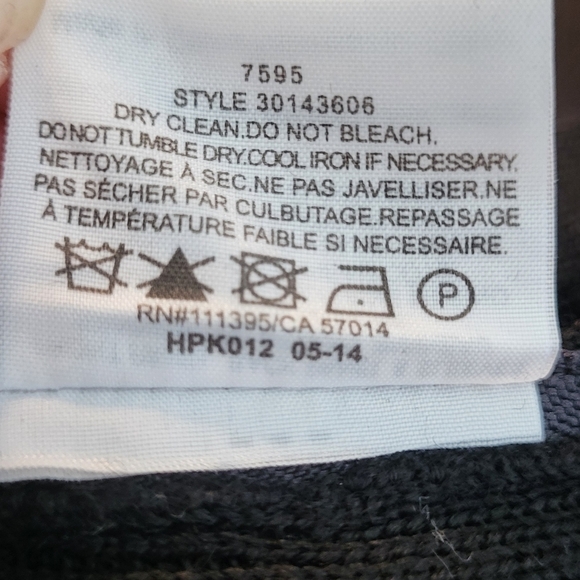 7595
STYLE 30143606
DRY CLEAN.DO NOT BLEACH.
DO NOT TUMBLE DRY.COOL IRON IF NECESSARY.
NETTOYAGE À SEC.NE PAS JAVELLISER.NE
PAS SÉCHER PAR CULBUTAGE.REPASSAGE
À TEMPÉRATURE FAIBLE SI NECESSAIRE.
P
RN#111395/CA 57014
HPK012 05-14